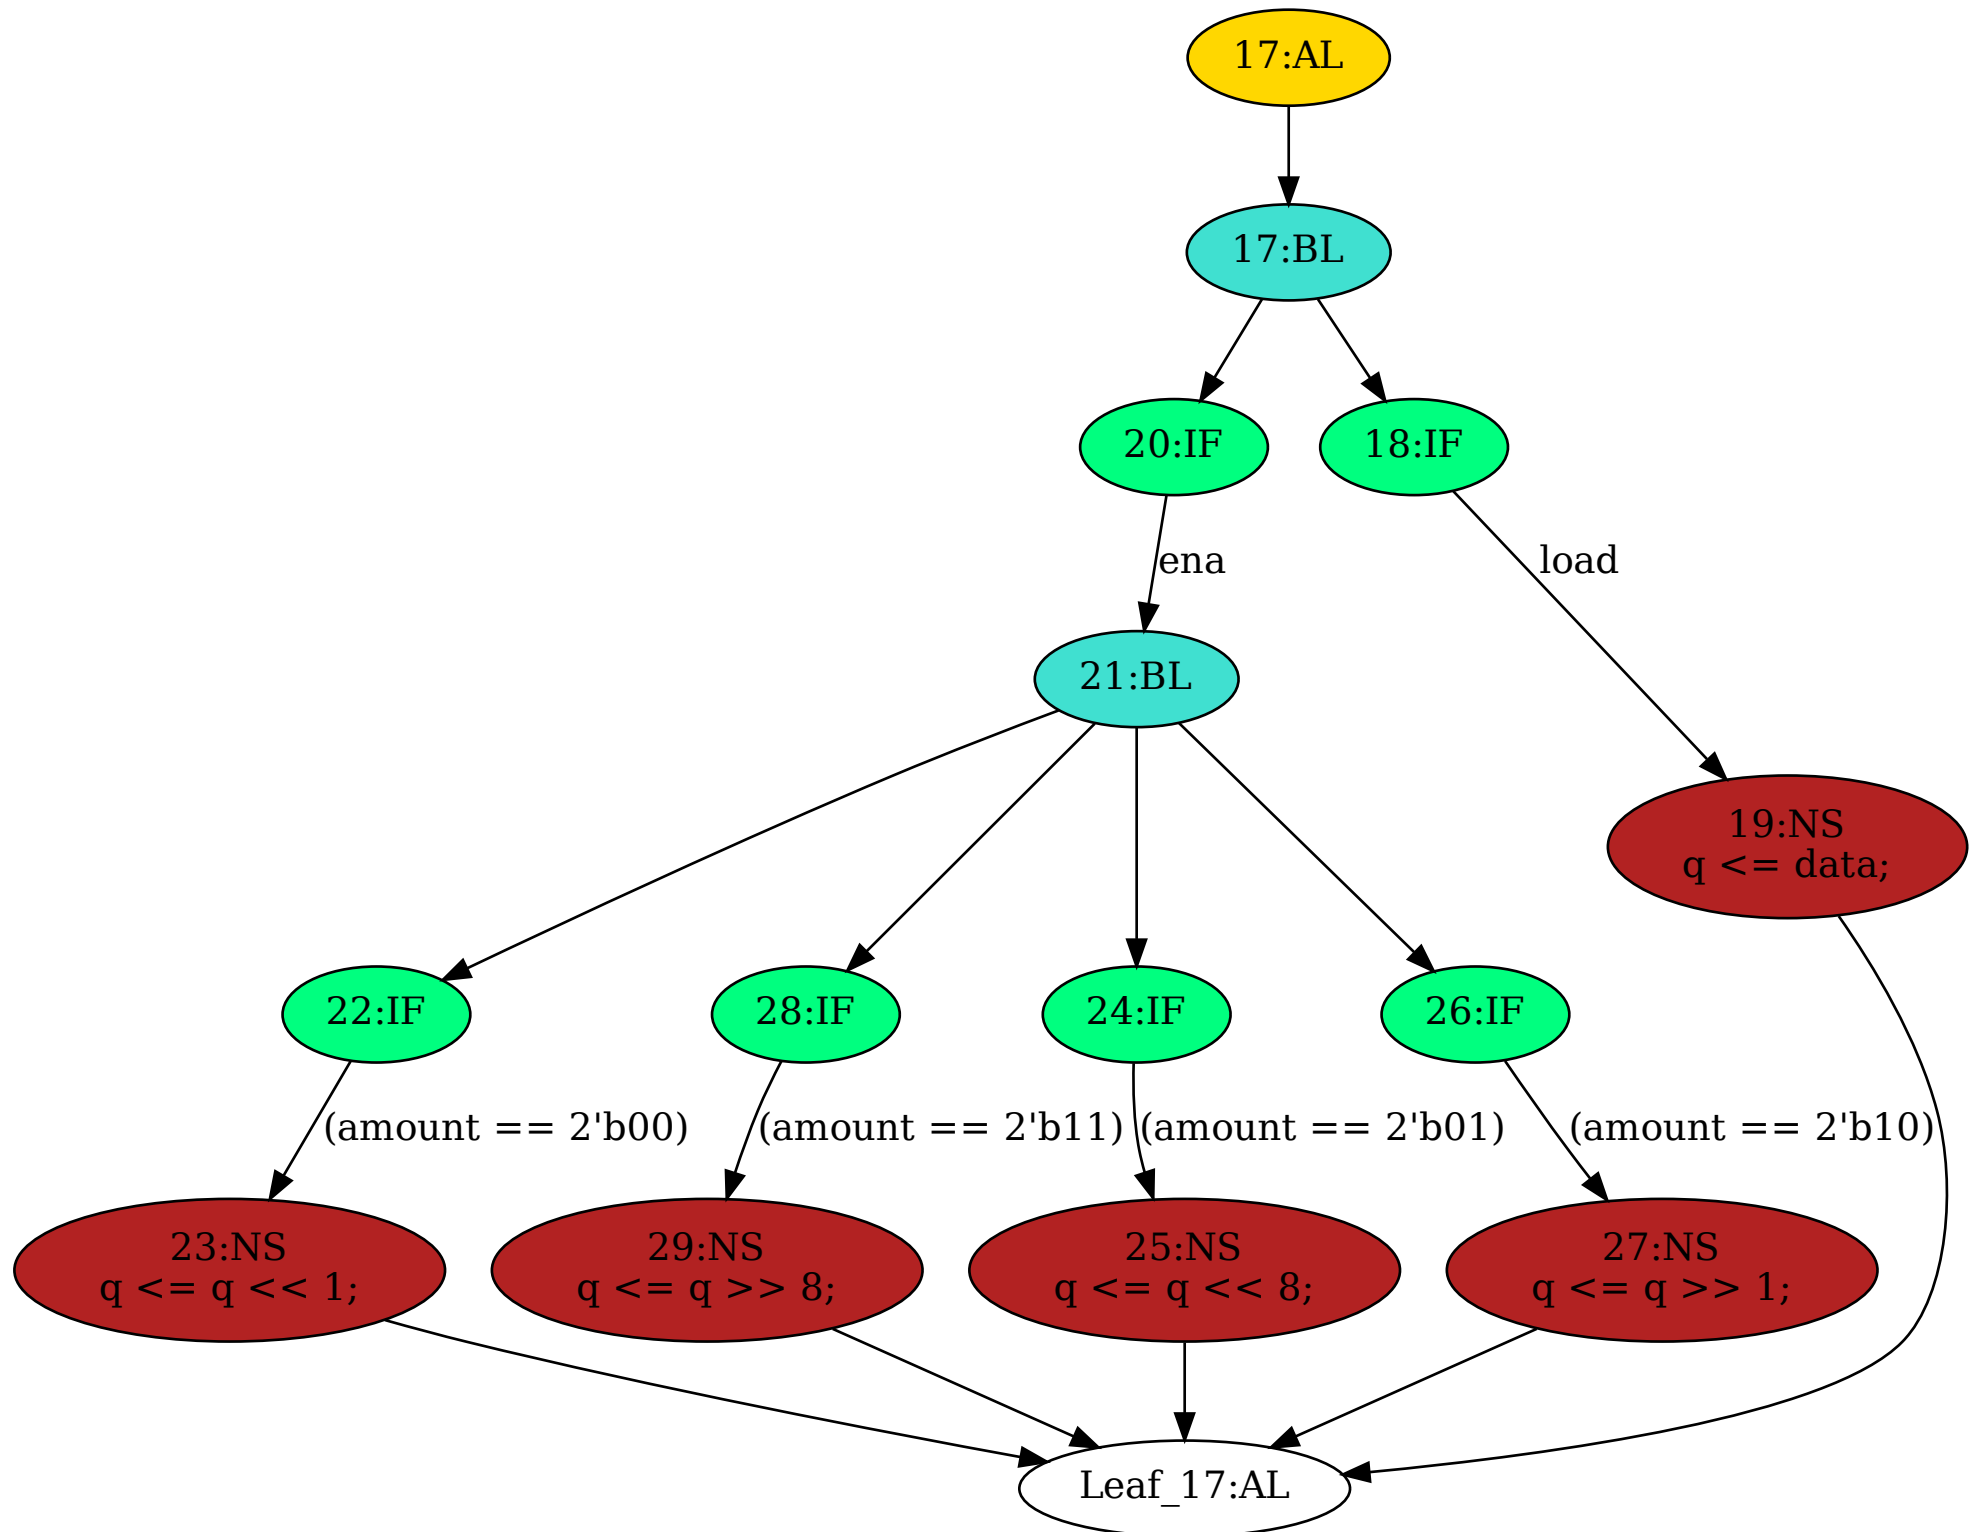 17:AL
17:BL
20:IF
18:IF
ena
load
21:BL
19:NS
q <= data;
22:IF
28:IF
24:IF
26:IF
(amount == 2'b00)
(amount == 2'b11)
(amount == 2'b01)
(amount == 2'b10)
23:NS
q <= q << 1;
29:NS
q <= q >> 8;
25:NS
q <= q << 8;
27:NS
q <= q >> 1;
Leaf_17:AL